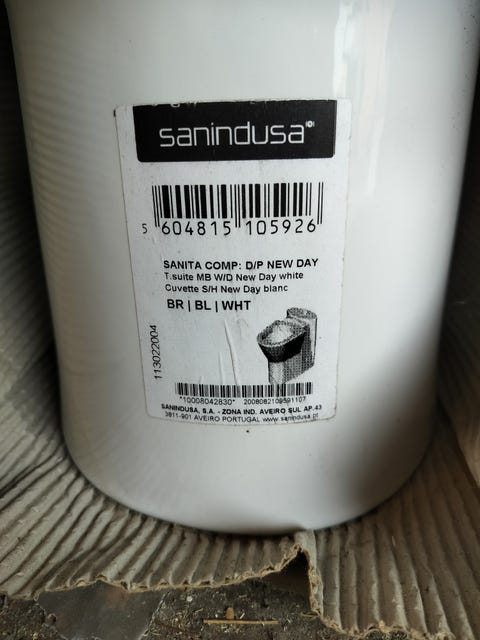 sanindusa®
5 604815 105926
SANITA COMP: D/P NEW DAY
T.suite MB W/D New Day white
Cuvette S/H New Day blanc
BR | BL | WHT
113022004
*10008042830* 2008082109591107
SANINDUSA, S.A. - ZONA IND. AVEIRO SUL AP.43
3811-901 AVEIRO PORTUGAL www.sanindusa.pt